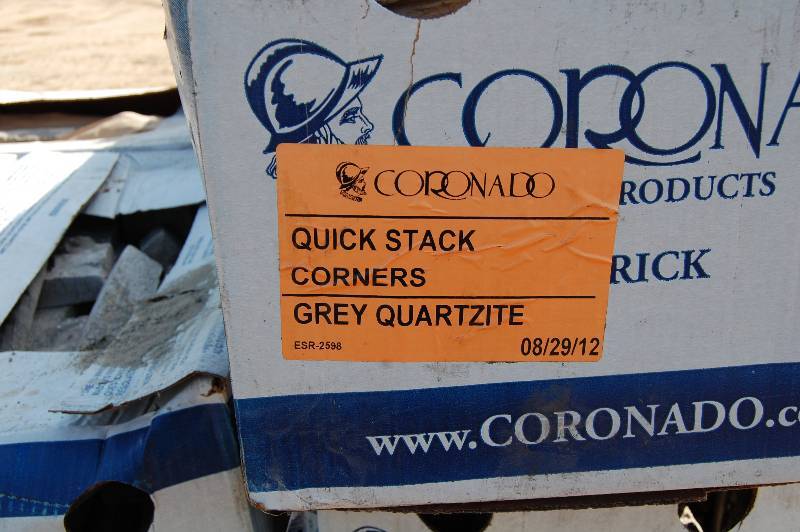 CORONA
CORONADO
RODUCTS
QUICK STACK
CORNERS
RICK
GREY QUARTZITE
ESR-2598
08/29/12
www.CORONADO.c